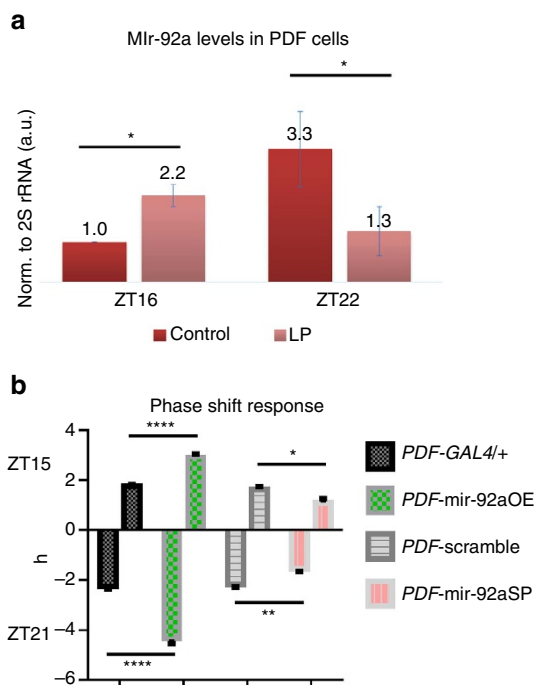 a
MIr-92a levels in PDF cells
Norm. to 2S rRNA (a.u.)
*
*
1.0
2.2
3.3
1.3
ZT16
ZT22
Control
LP
b
Phase shift response
ZT15
h
ZT21
4
2
0
–2
–4
–6
****
*
****
**
PDF-GAL4/+
PDF-mir-92aOE
PDF-scramble
PDF-mir-92aSP